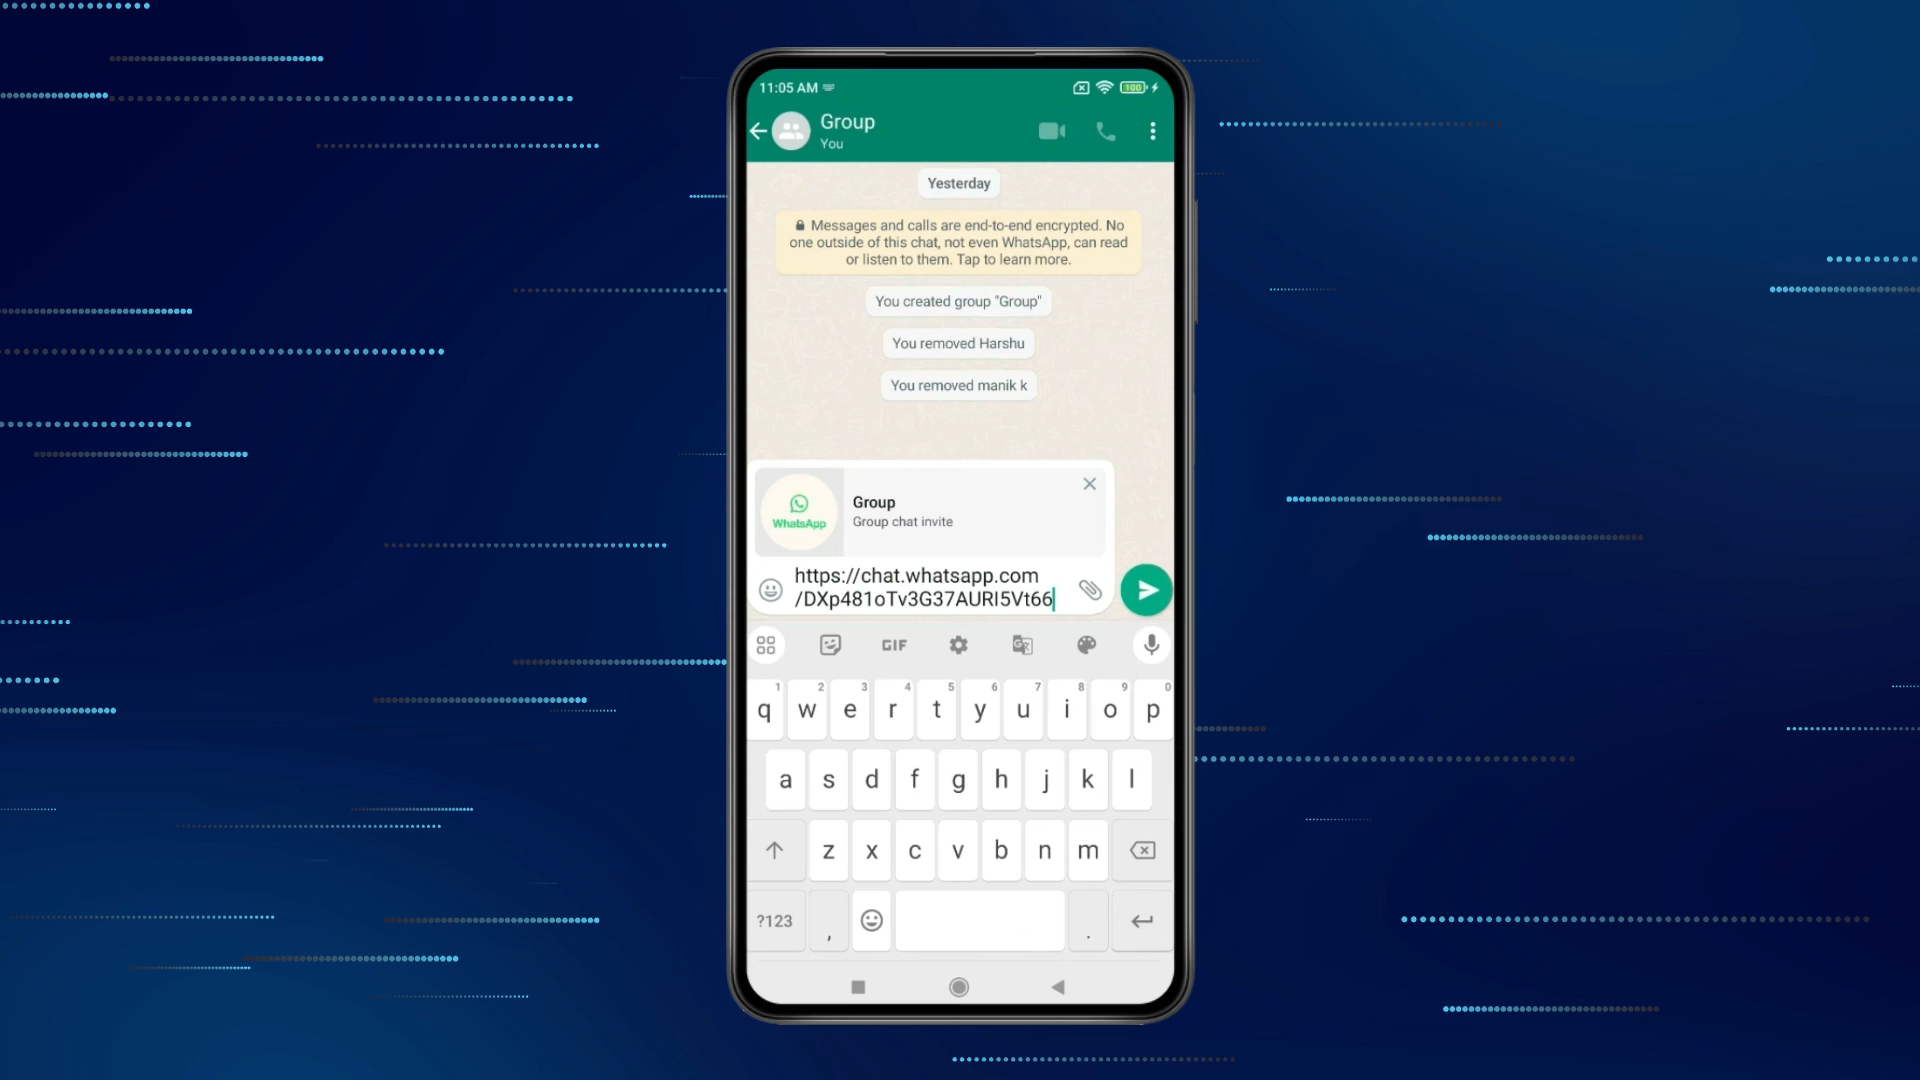 11:05 AM
100
Group
You
Yesterday
Messages and calls are end-to-end encrypted. No
one outside of this chat, not even WhatsApp, can read
or listen to them. Tap to learn more.
You created group "Group"
You removed Harshu
You removed manik k
WhatsApp
Group
Group chat invite
https://chat.whatsapp.com
/DXp481oTv3G37AURI5Vt66
GIF
1 2 3 4 5 6 7 8 9 0
q w e r t y u i o p
a s d f g h j k l
z x c v b n m
?123 , .